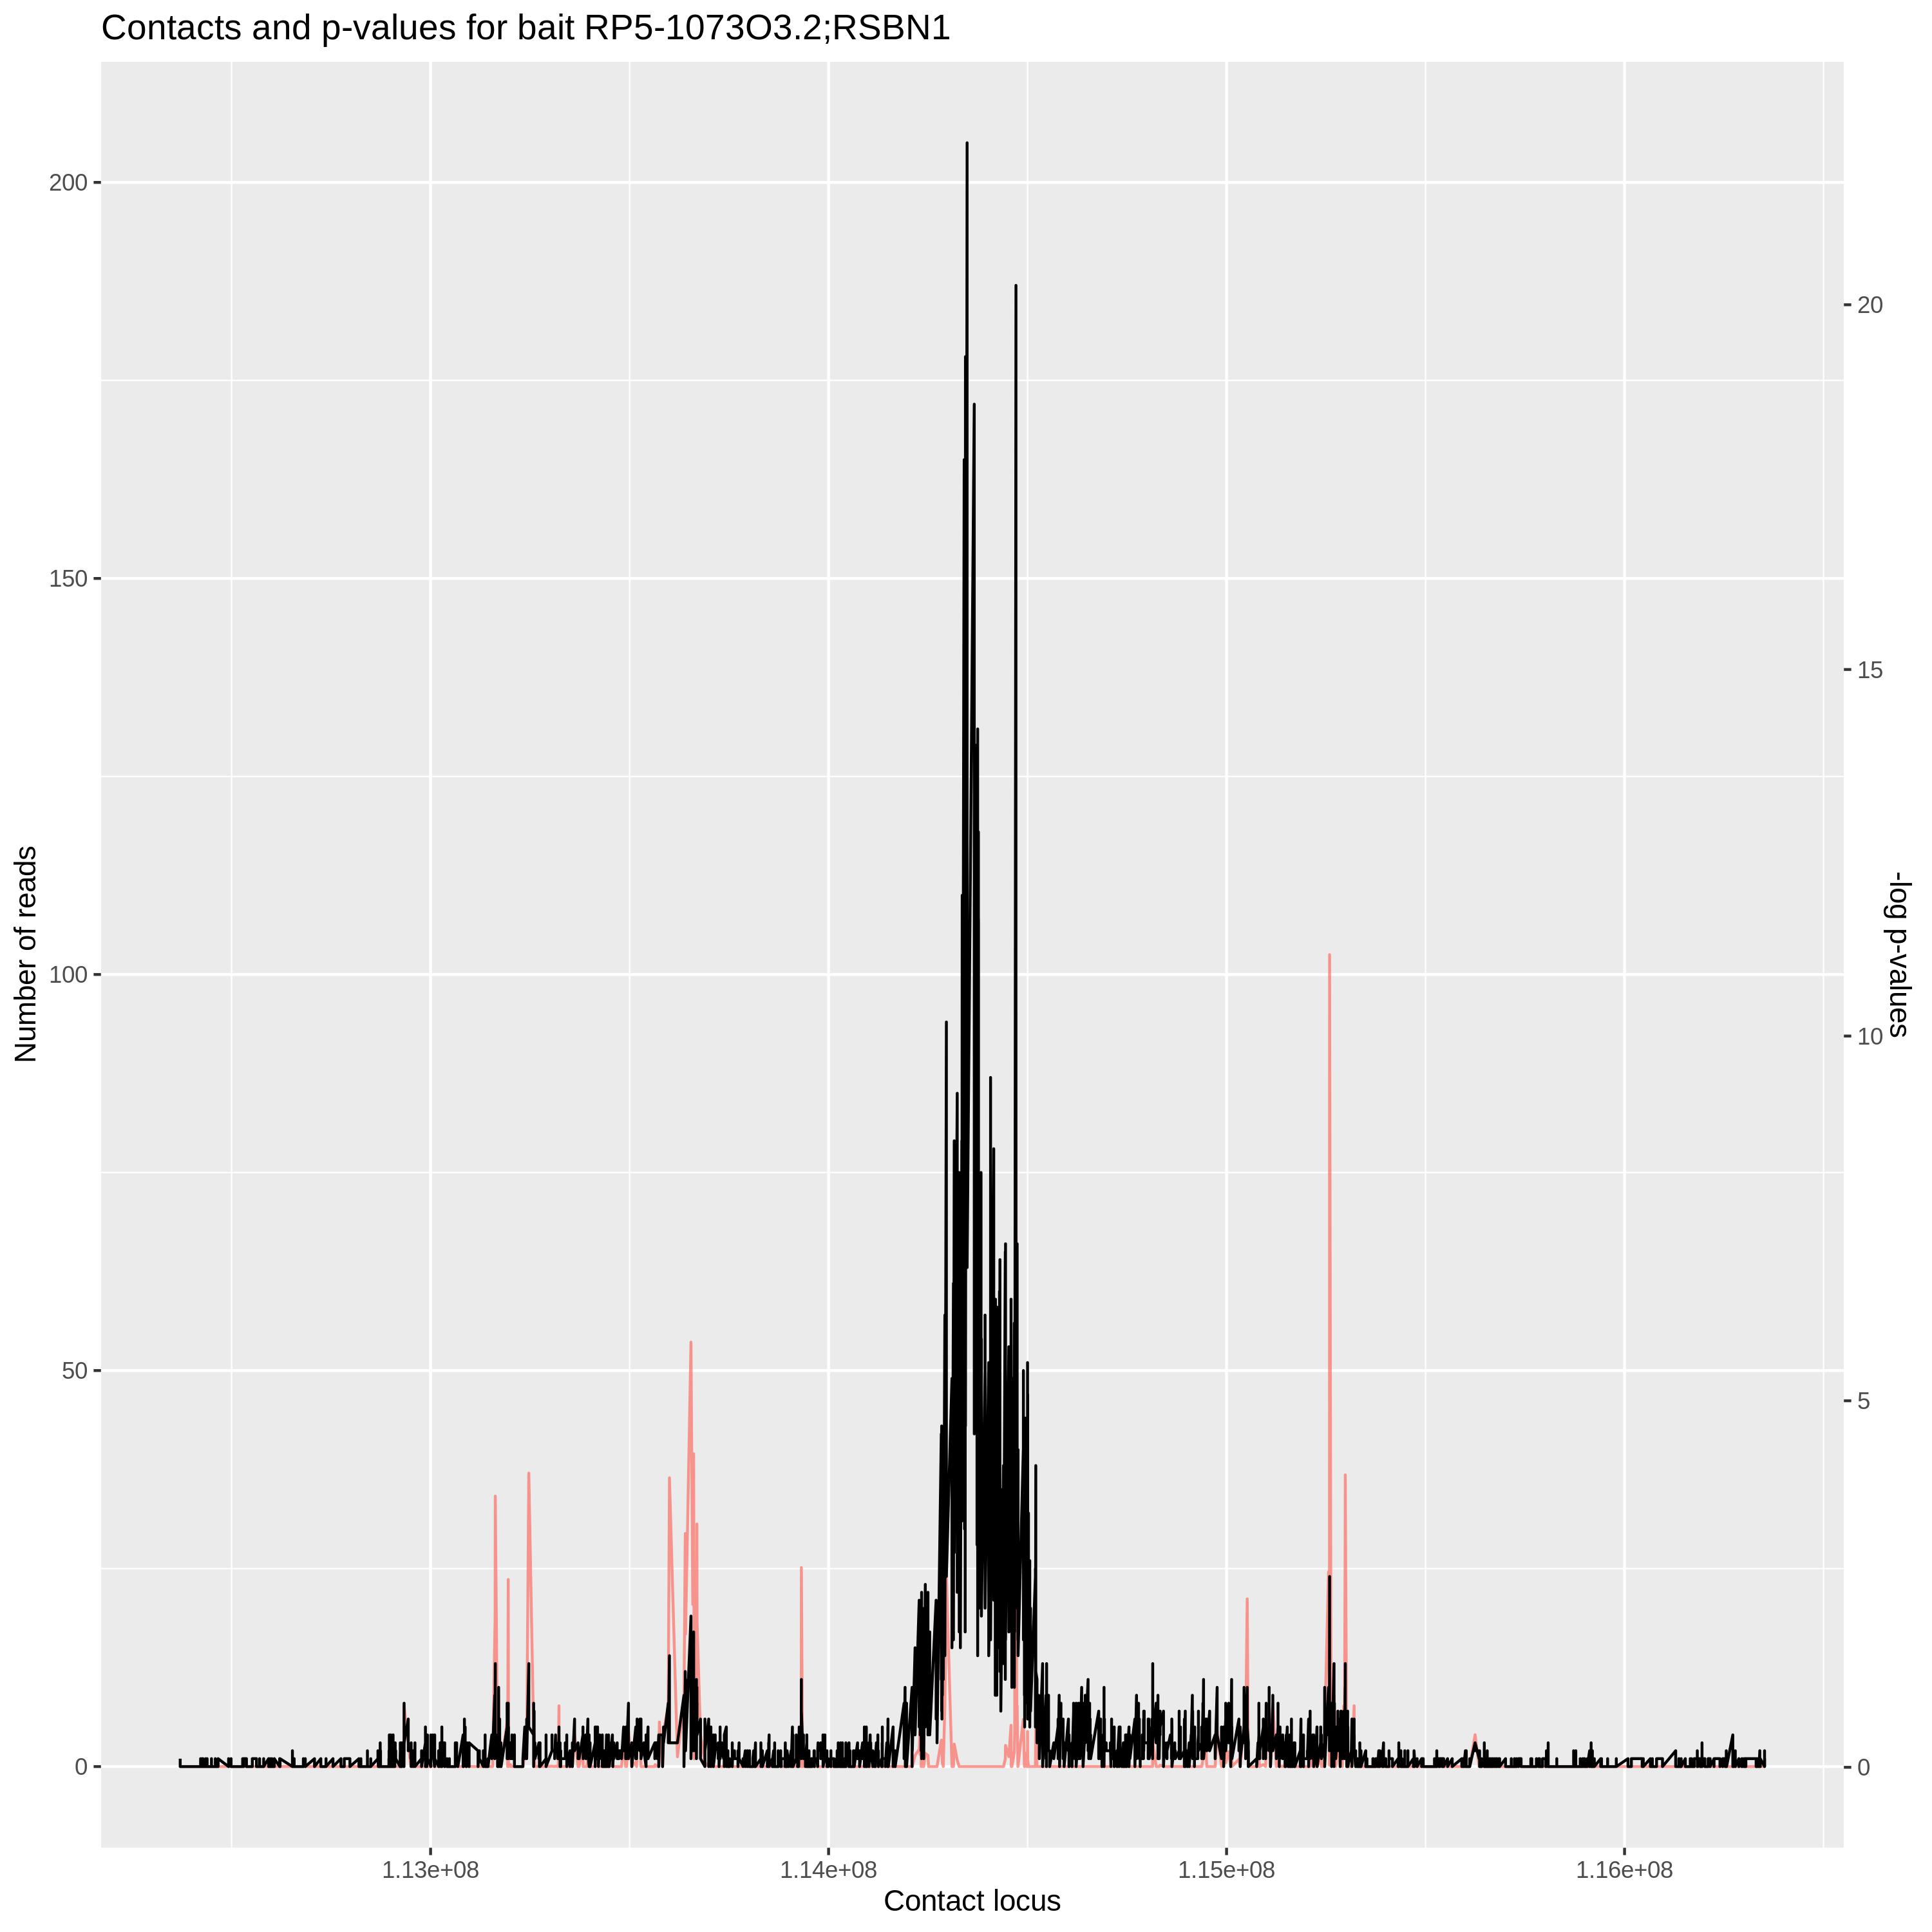 Contacts and p-values for bait RP5-1073O3.2;RSBN1
200
150
100
50
0
Number of reads
20
15
10
5
0
-log p-values
1.13e+08
1.14e+08
1.15e+08
1.16e+08
Contact locus